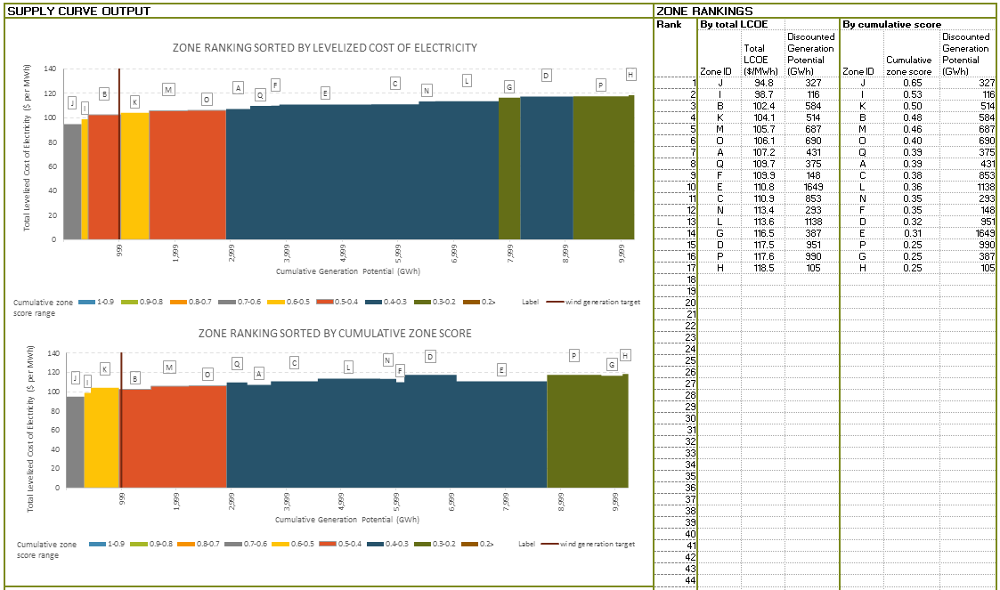 SUPPLY CURVE OUTPUT
ZONE RANKING SORTED BY LEVELIZED COST OF ELECTRICITY
Total Levelized Cost of Electricity ($ per MWh)
140
120
100
80
60
40
20
0
J I B K M O A Q F E C N L G D P H
999 1,999 2,999 3,999 4,999 5,999 6,999 7,999 8,999 9,999
Cumulative Generation Potential (GWh)
Cumulative zone score range
1-0.9 0.9-0.8 0.8-0.7 0.7-0.6 0.6-0.5 0.5-0.4 0.4-0.3 0.3-0.2 0.2> Label wind generation target
ZONE RANKING SORTED BY CUMULATIVE ZONE SCORE
Total Levelized Cost of Electricity ($ per MWh)
140
120
100
80
60
40
20
0
J I K B M O Q A C L N F D E P G H
999 1,999 2,999 3,999 4,999 5,999 6,999 7,999 8,999 9,999
Cumulative Generation Potential (GWh)
Cumulative zone score range
1-0.9 0.9-0.8 0.8-0.7 0.7-0.6 0.6-0.5 0.5-0.4 0.4-0.3 0.3-0.2 0.2> Label wind generation target
ZONE RANKINGS
Rank By total LCOE By cumulative score
Zone ID Total LCOE ($/MWh) Discounted Generation Potential (GWh) Zone ID Cumulative zone score Discounted Generation Potential (GWh)
1 J 94.8 327 J 0.65 327
2 I 98.7 116 I 0.53 116
3 B 102.4 584 K 0.50 514
4 K 104.1 514 B 0.48 584
5 M 105.7 687 M 0.46 687
6 O 106.1 690 O 0.40 690
7 A 107.2 431 Q 0.39 375
8 Q 109.7 375 A 0.39 431
9 F 109.9 148 C 0.38 853
10 E 110.8 1649 L 0.36 1138
11 C 110.9 853 N 0.35 293
12 N 113.4 293 F 0.35 148
13 L 113.6 1138 D 0.32 951
14 G 116.5 387 E 0.31 1649
15 D 117.5 951 P 0.25 990
16 P 117.6 990 G 0.25 387
17 H 118.5 105 H 0.25 105
18
19
20
21
22
23
24
25
26
27
28
29
30
31
32
33
34
35
36
37
38
39
40
41
42
43
44